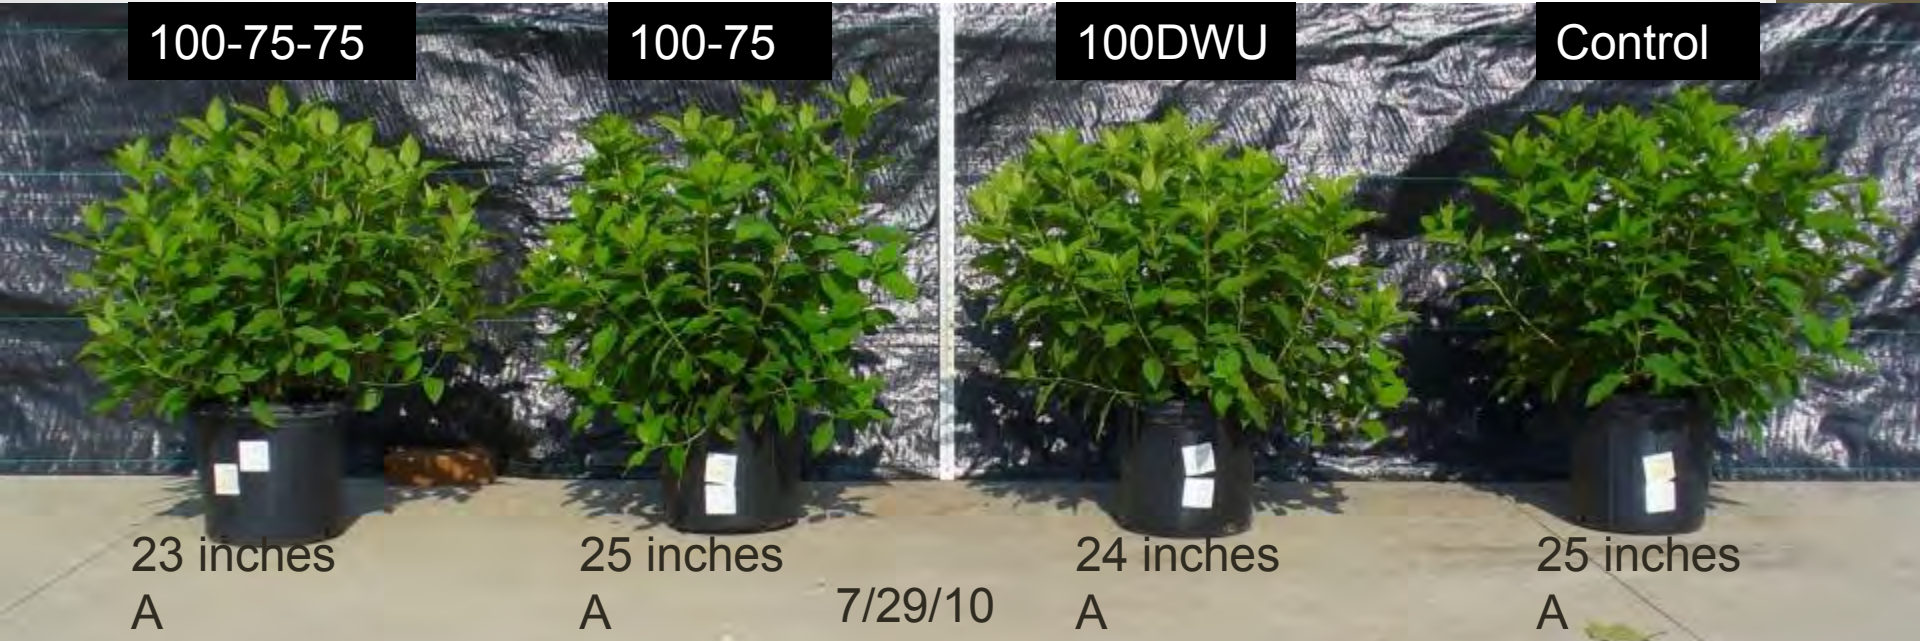 100-75-75
100-75
100DWU
Control
23 inches
A
25 inches
A
24 inches
A
25 inches
A
7/29/10